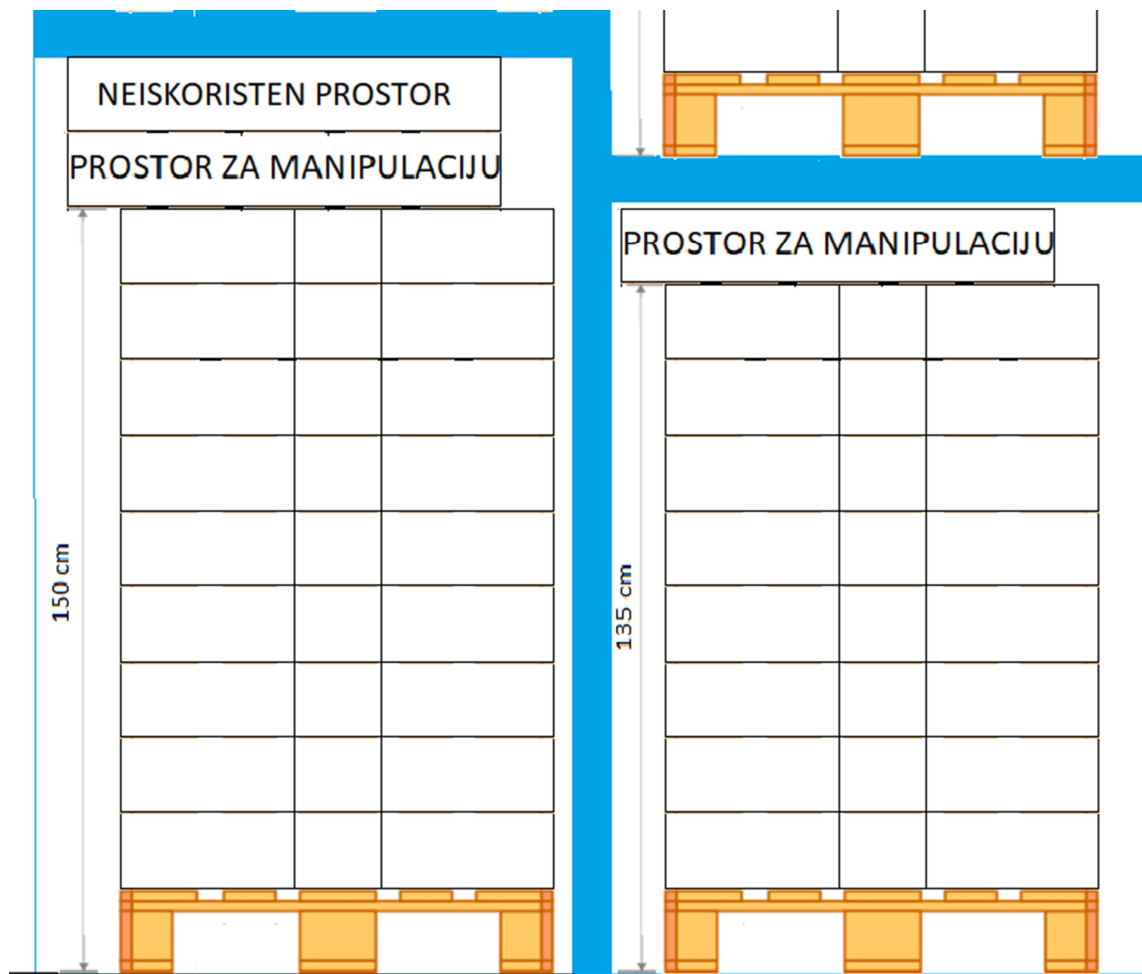 NEISKORISTEN PROSTOR
PROSTOR ZA MANIPULACIJU
150 cm
PROSTOR ZA MANIPULACIJU
135 cm